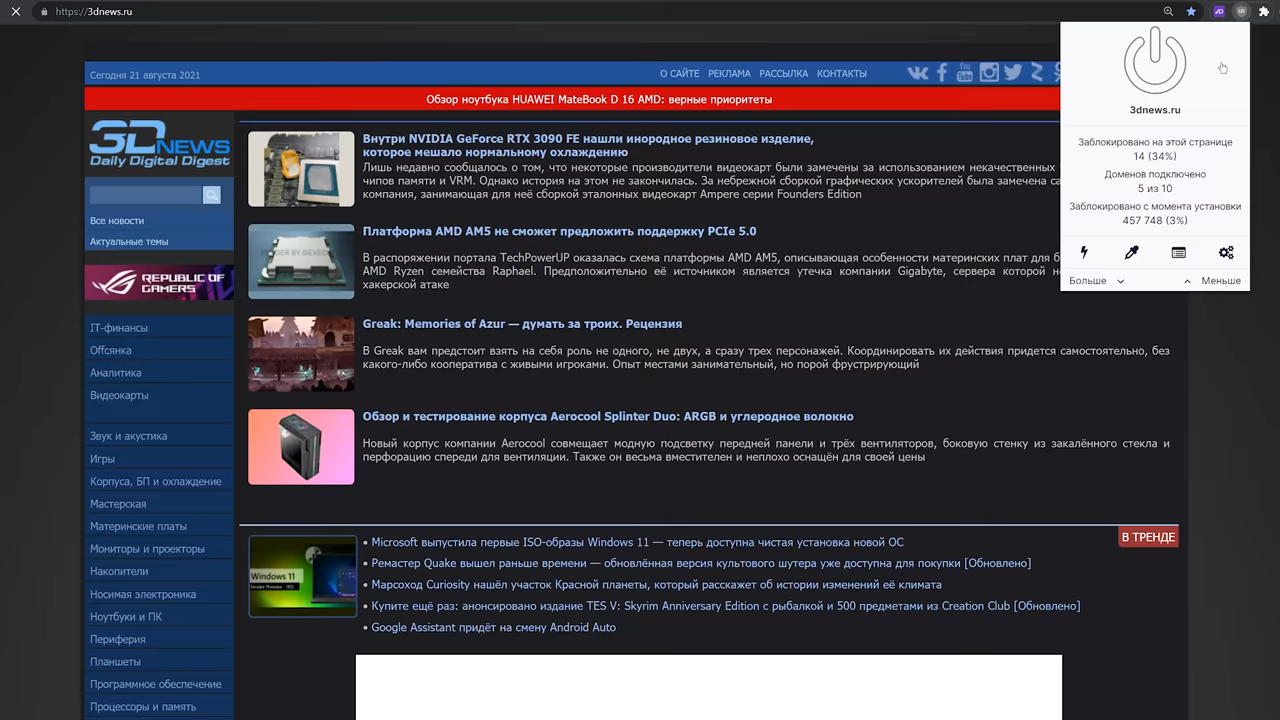 https://3dnews.ru
Сегодня 21 августа 2021
О САЙТЕ РЕКЛАМА РАССЫЛКА КОНТАКТЫ
You Tube
Обзор ноутбука HUAWEI MateBook D 16 AMD: верные приоритеты
3DNEWS
Daily Digital Digest
Все новости
Актуальные темы
REPUBLIC OF
GAMERS
IT-финансы
Offсянка
Аналитика
Видеокарты
Звук и акустика
Игры
Корпуса, БП и охлаждение
Мастерская
Материнские платы
Мониторы и проекторы
Накопители
Носимая электроника
Ноутбуки и ПК
Периферия
Планшеты
Программное обеспечение
Процессоры и память
Внутри NVIDIA GeForce RTX 3090 FE нашли инородное резиновое изделие,
которое мешало нормальному охлаждению
Лишь недавно сообщалось о том, что некоторые производители видеокарт были замечены за использованием некачественных
чипов памяти и VRM. Однако история на этом не закончилась. За небрежной сборкой графических ускорителей была замечена
компания, занимающая для неё сборкой эталонных видеокарт Ampere серии Founders Edition
Платформа AMD AM5 не сможет предложить поддержку PCIe 5.0
В распоряжении портала TechPowerUP оказалась схема платформы AMD AM5, описывающая особенности материнских плат для
AMD Ryzen семейства Raphael. Предположительно её источником является утечка компании Gigabyte, сервера которой
хакерской атаке
Greak: Memories of Azur — думать за троих. Рецензия
В Greak вам предстоит взять на себя роль не одного, не двух, а сразу трех персонажей. Координировать их действия придется самостоятельно, без
какого-либо кооператива с живыми игроками. Опыт местами занимательный, но порой фрустрирующий
Обзор и тестирование корпуса Aerocool Splinter Duo: ARGB и углеродное волокно
Новый корпус компании Aerocool совмещает модную подсветку передней панели и трёх вентиляторов, боковую стенку из закалённого стекла и
перфорацию спереди для вентиляции. Также он весьма вместителен и неплохо оснащён для своей цены
В ТРЕНДЕ
Windows 11
• Microsoft выпустила первые ISO-образы Windows 11 — теперь доступна чистая установка новой ОС
• Ремастер Quake вышел раньше времени — обновлённая версия культового шутера уже доступна для покупки [Обновлено]
• Марсоход Curiosity нашёл участок Красной планеты, который расскажет об истории изменений её климата
• Купите ещё раз: анонсировано издание TES V: Skyrim Anniversary Edition с рыбалкой и 500 предметами из Creation Club [Обновлено]
• Google Assistant придёт на смену Android Auto
3dnews.ru
Заблокировано на этой странице
14 (34%)
Доменов подключено
5 из 10
Заблокировано с момента установки
457 748 (3%)
Больше Меньше